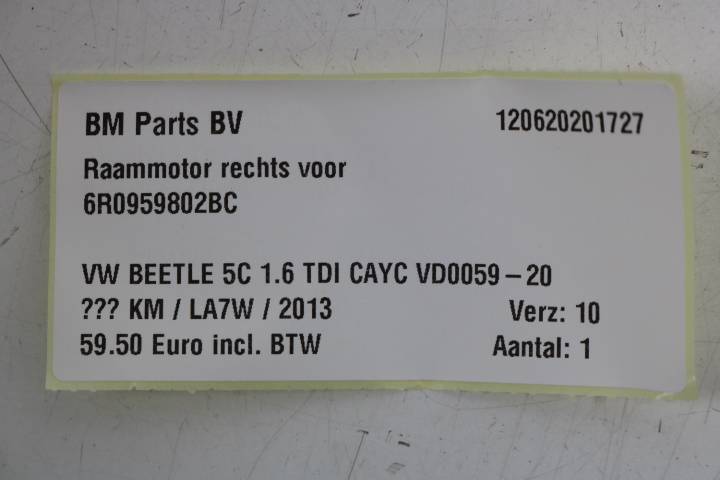 BM Parts BV 120620201727
Raammotor rechts voor
6R0959802BC
VW BEETLE 5C 1.6 TDI CAYC VD0059-20
??? KM / LA7W / 2013 Verz: 10
59.50 Euro incl. BTW Aantal: 1